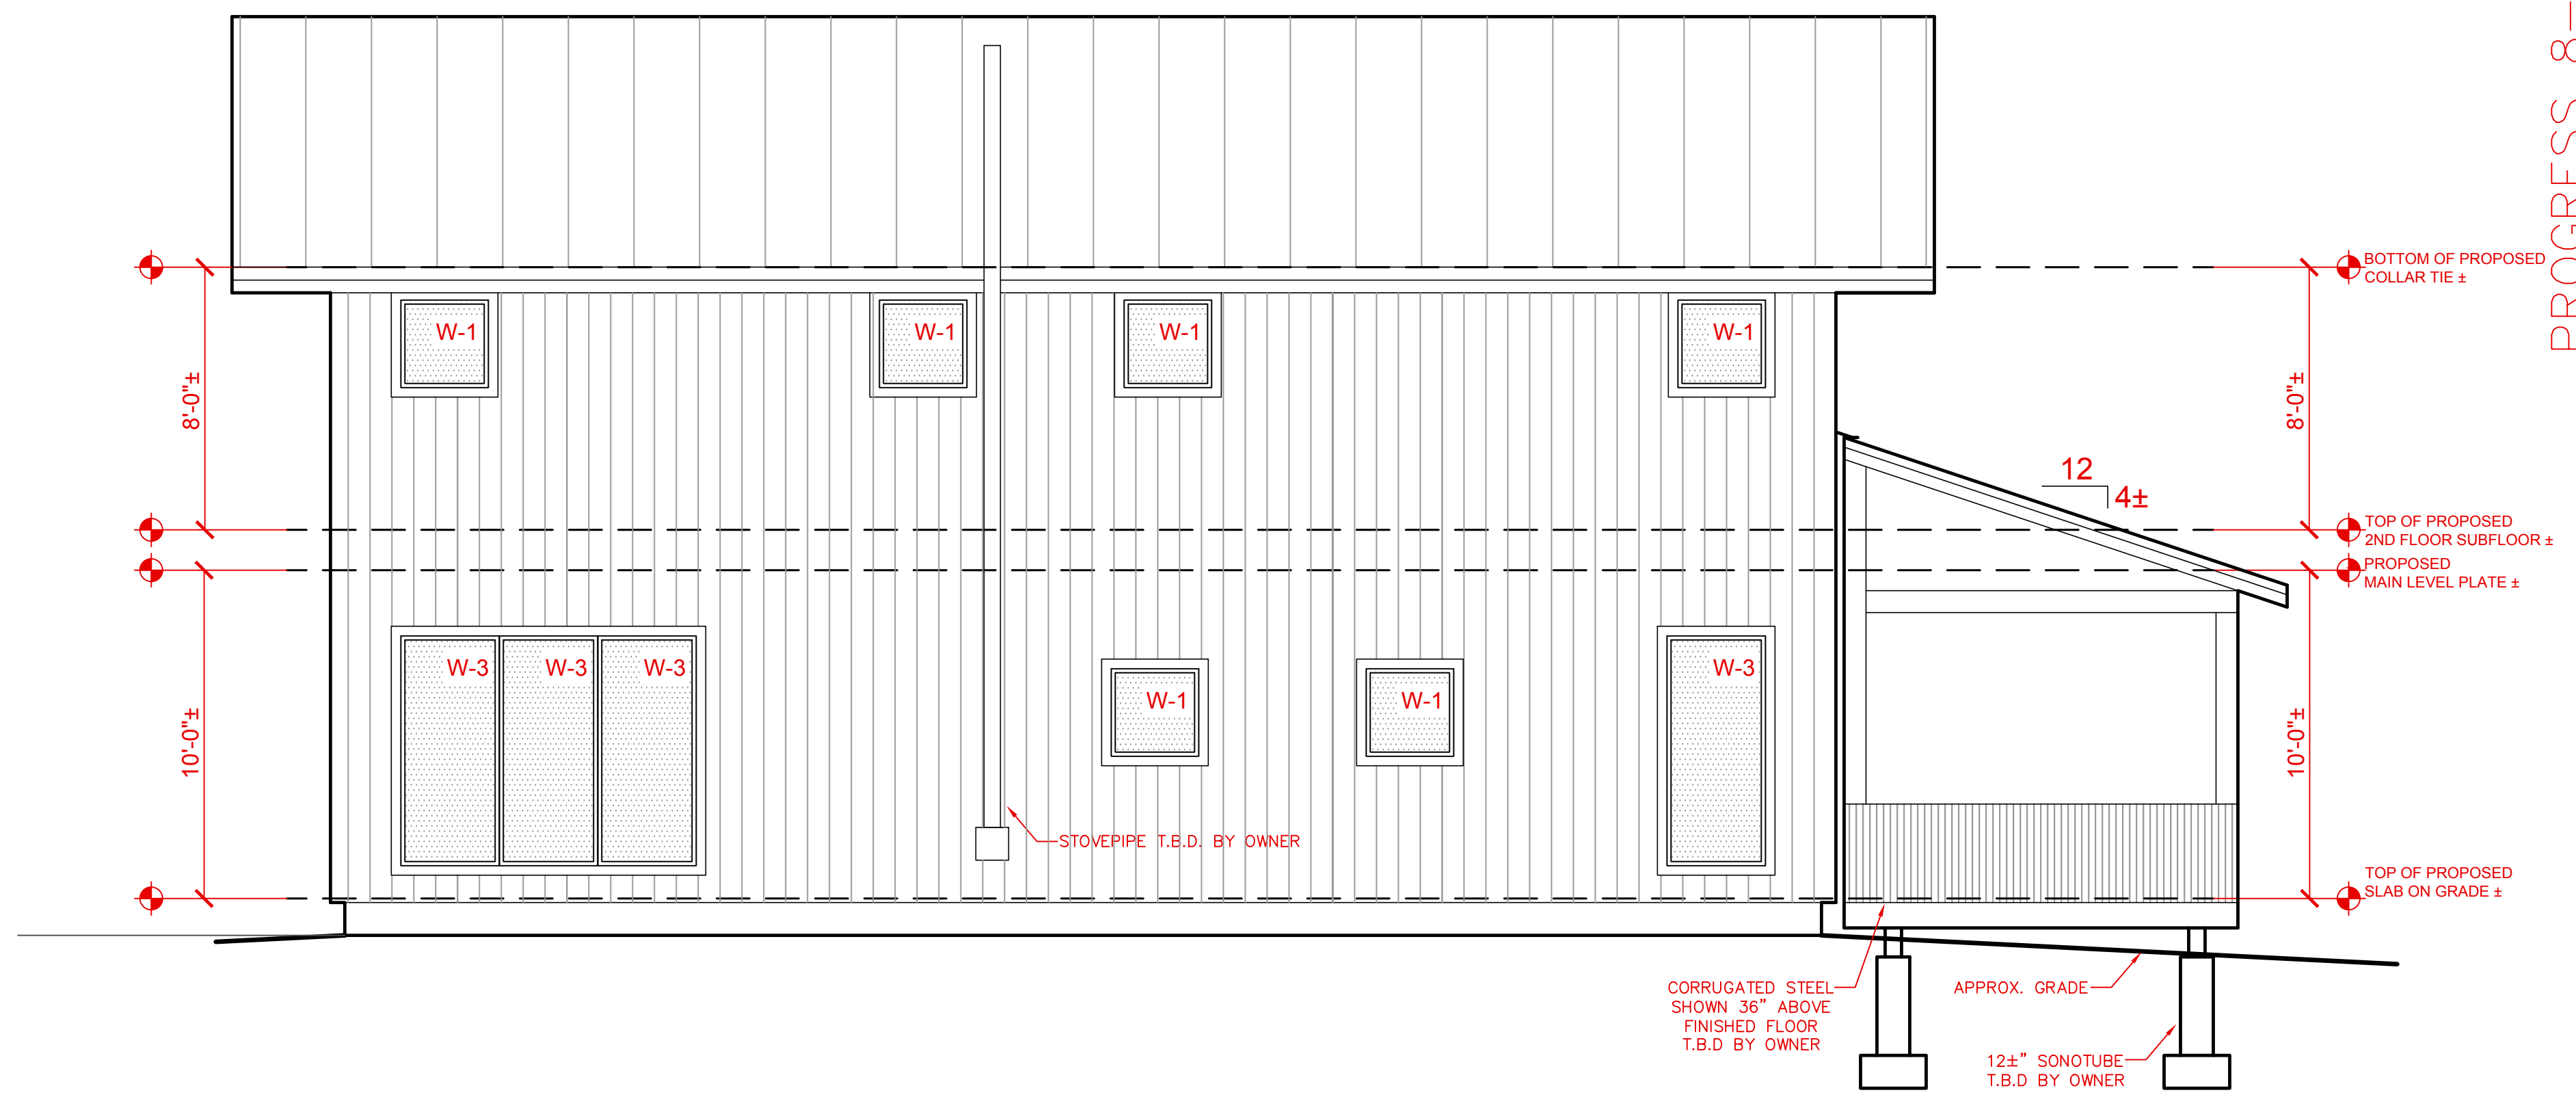 PROGRESS 8-
BOTTOM OF PROPOSED
COLLAR TIE ±
W-1
W-1
W-1
W-1
8'-0"±
8'-0"±
12
4±
TOP OF PROPOSED
2ND FLOOR SUBFLOOR ±
PROPOSED
MAIN LEVEL PLATE ±
W-3
W-3
W-3
W-3
W-1
W-1
10'-0"±
10'-0"±
STOVEPIPE T.B.D. BY OWNER
TOP OF PROPOSED
SLAB ON GRADE ±
CORRUGATED STEEL
SHOWN 36” ABOVE
FINISHED FLOOR
T.B.D BY OWNER
APPROX. GRADE
12±” SONOTUBE
T.B.D BY OWNER